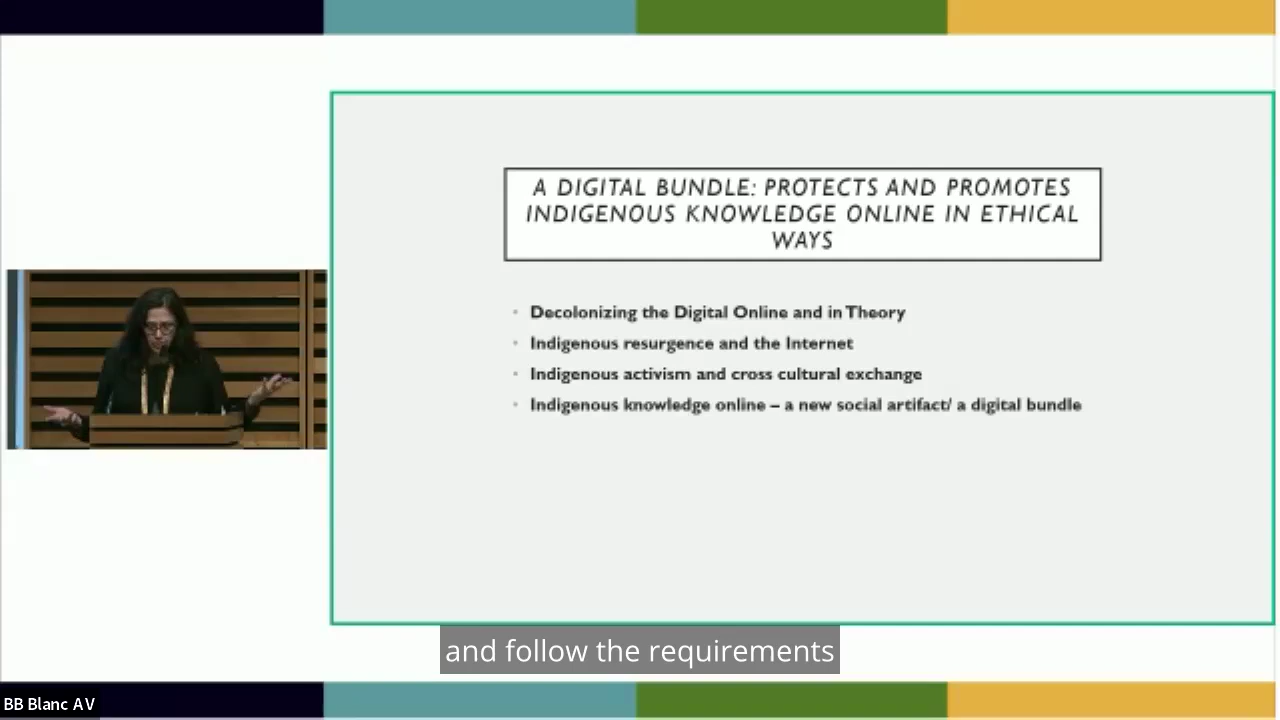 A DIGITAL BUNDLE: PROTECTS AND PROMOTES
INDIGENOUS KNOWLEDGE ONLINE IN ETHICAL
WAYS
• Decolonizing the Digital Online and in Theory
• Indigenous resurgence and the Internet
• Indigenous activism and cross cultural exchange
• Indigenous knowledge online – a new social artifact/ a digital bundle
and follow the requirements
BB Blanc AV